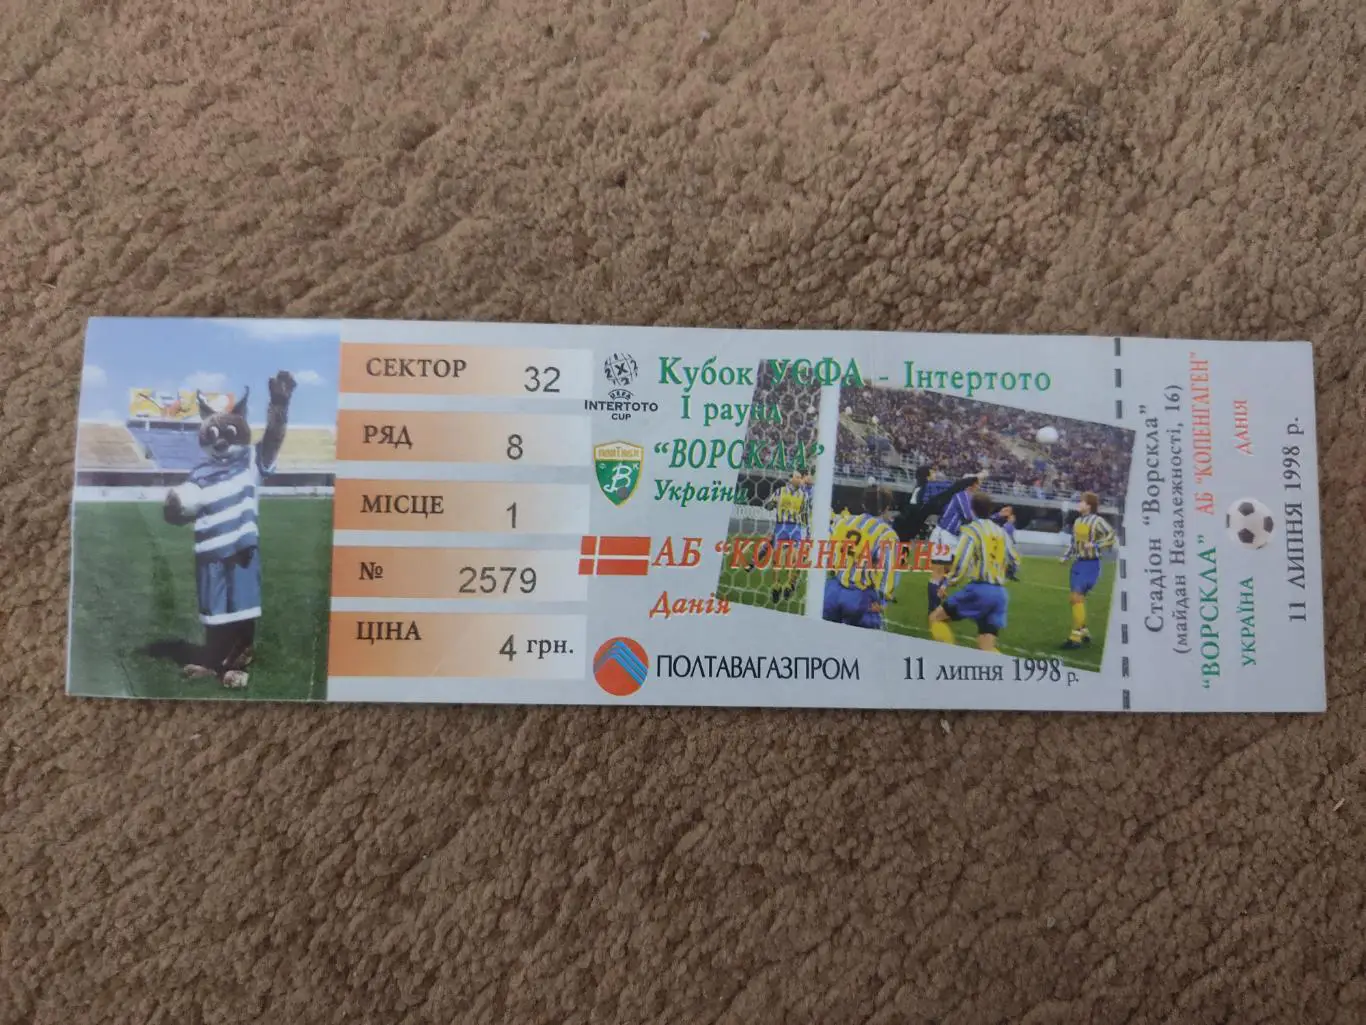 СЕКТОР 32
РЯД 8
МІСЦЕ 1
№ 2579
ЦІНА 4 грн.
UEFA
INTERTOTO
CUP
Кубок УЄФА - Інтертото
I раунд
"ВОРСКЛА"
Україна
АБ "КОПЕНГАГЕН"
Данія
ПОЛТАВАГАЗПРОМ
11 липня 1998 р.
Стадіон "Ворскла"
(майдан Незалежності, 16)
"ВОРСКЛА" АБ "КОПЕНГАГЕН"
УКРАЇНА ДАНІЯ
11 ЛИПНЯ 1998 р.